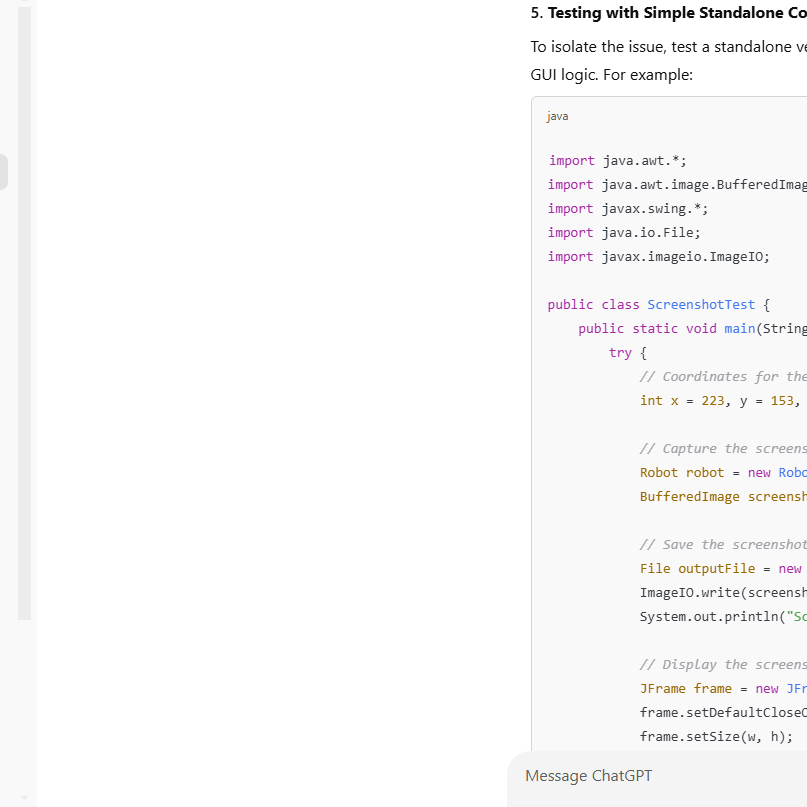 5. Testing with Simple Standalone Co
To isolate the issue, test a standalone ve
GUI logic. For example:
java
import java.awt.*;
import java.awt.image.BufferedImag
import javax.swing.*;
import java.io.File;
import javax.imageio.ImageIO;
public class ScreenshotTest {
public static void main(String
try {
// Coordinates for the
int x = 223, y = 153,
// Capture the screens
Robot robot = new Robo
BufferedImage screensh
// Save the screenshot
File outputFile = new
ImageIO.write(screensh
System.out.println("Sc
// Display the screens
JFrame frame = new JFr
frame.setDefaultCloseO
frame.setSize(w, h);
Message ChatGPT